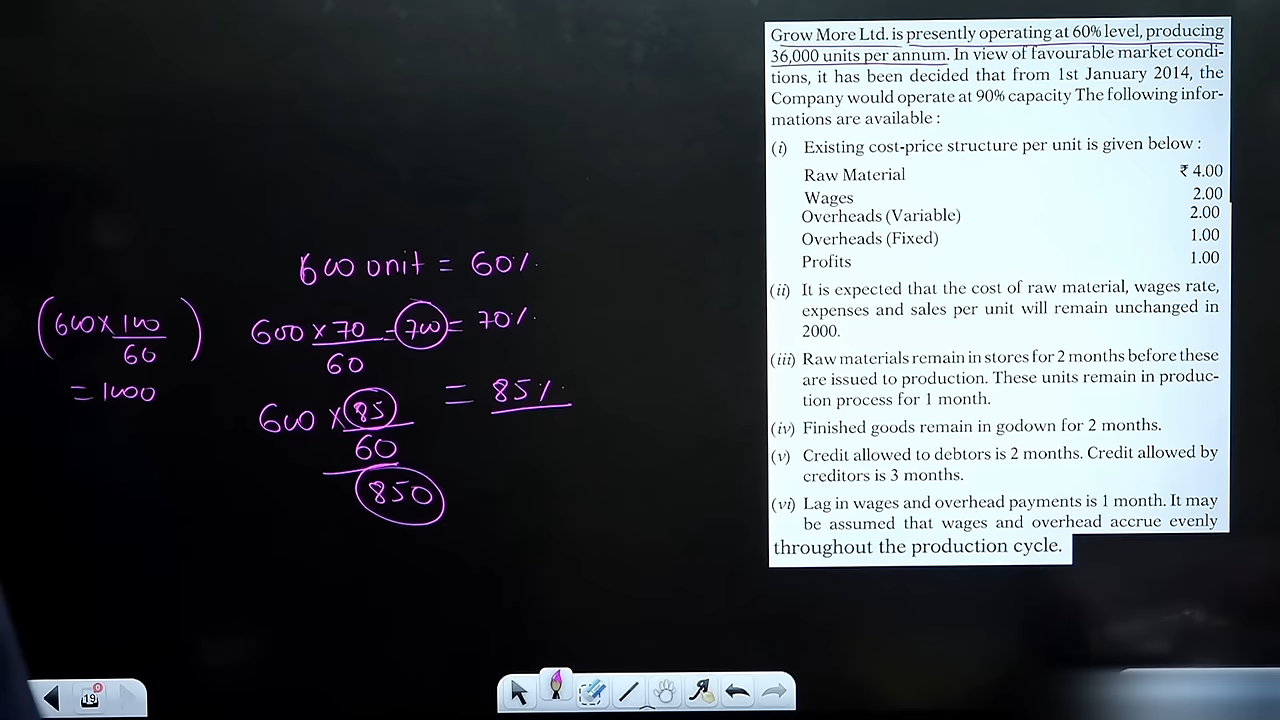 Grow More Ltd. is presently operating at 60% level, producing
36,000 units per annum. In view of favourable market condi-
tions, it has been decided that from 1st January 2014, the
Company would operate at 90% capacity The following infor-
mations are available :
(i) Existing cost-price structure per unit is given below :
Raw Material ₹ 4.00
Wages 2.00
Overheads (Variable) 2.00
Overheads (Fixed) 1.00
Profits 1.00
(ii) It is expected that the cost of raw material, wages rate,
expenses and sales per unit will remain unchanged in
2000.
(iii) Raw materials remain in stores for 2 months before these
are issued to production. These units remain in produc-
tion process for 1 month.
(iv) Finished goods remain in godown for 2 months.
(v) Credit allowed to debtors is 2 months. Credit allowed by
creditors is 3 months.
(vi) Lag in wages and overhead payments is 1 month. It may
be assumed that wages and overhead accrue evenly
throughout the production cycle.
600 unit = 60%
600 × 70 = 700 = 70%
60
600 × 85 = 85%
60
850
(600 × 100)
60
= 1000
19
0